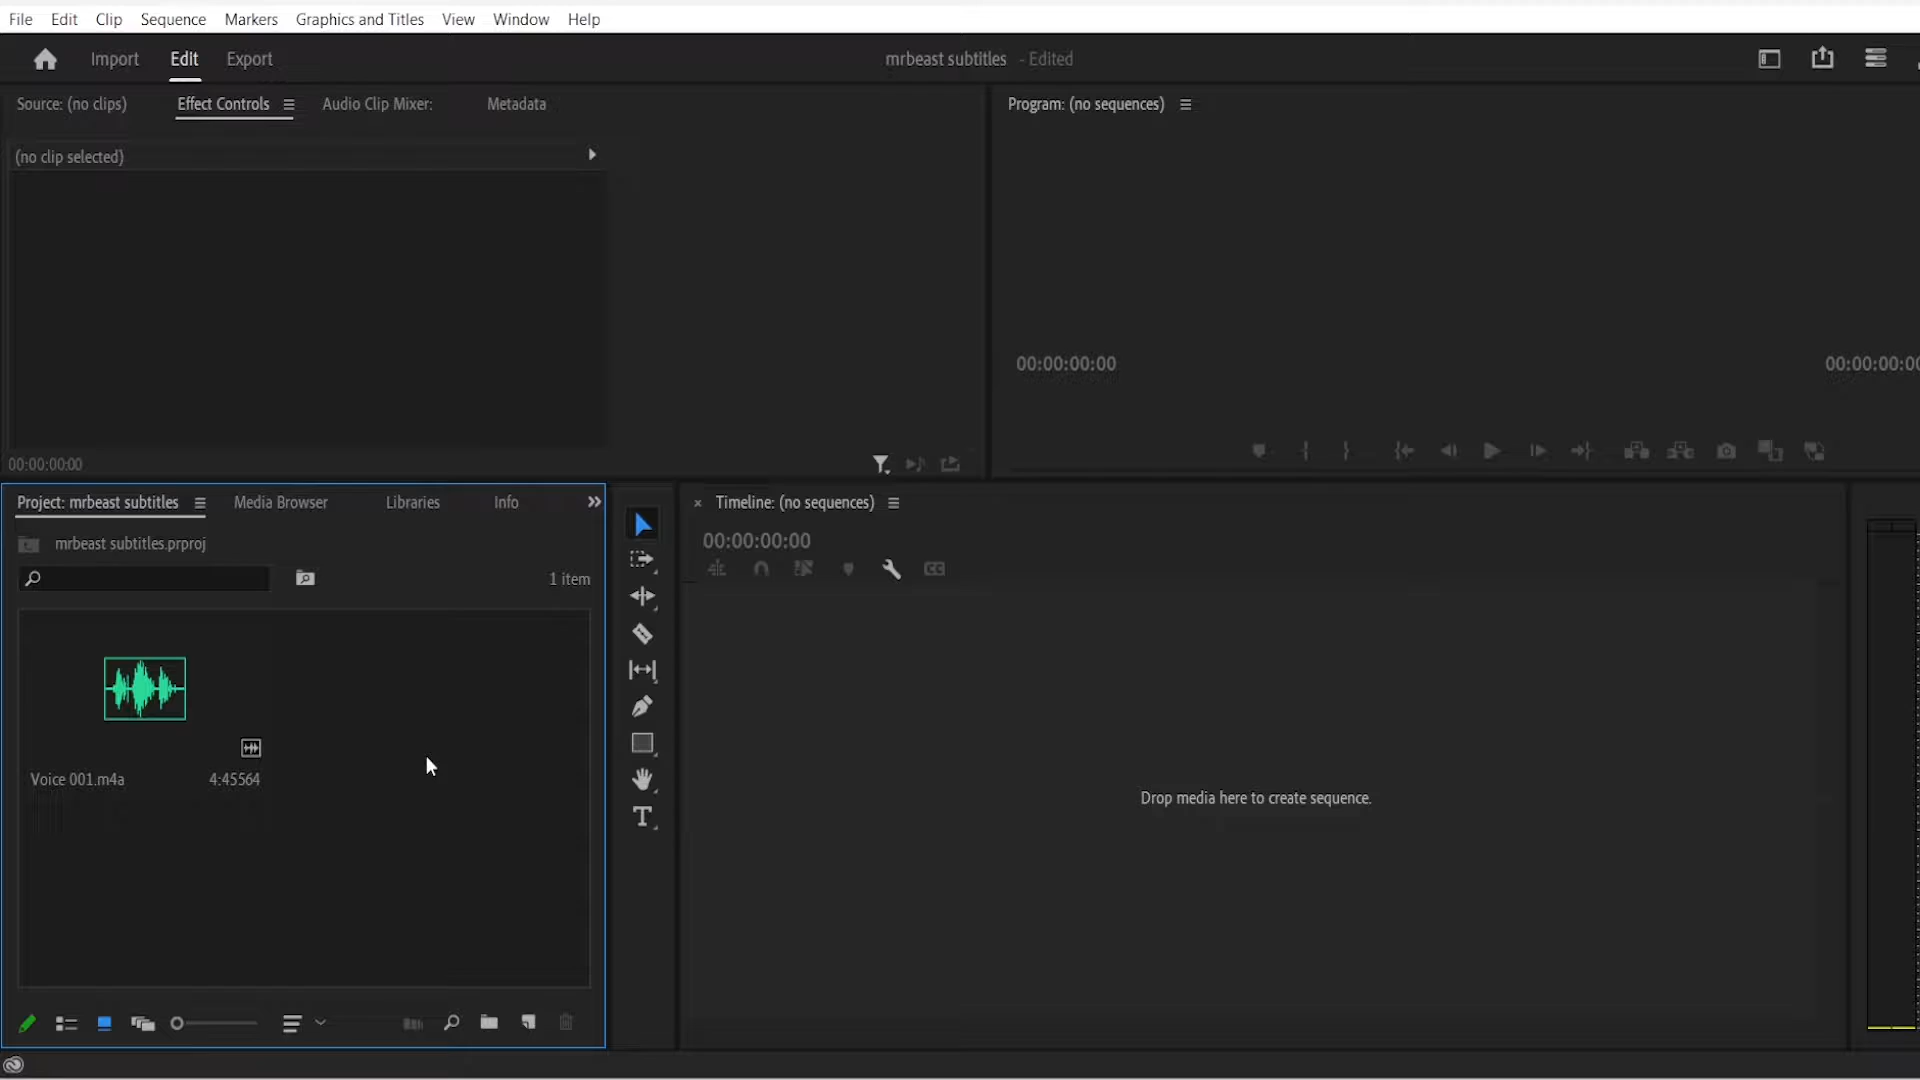 File Edit Clip Sequence Markers Graphics and Titles View Window Help
Import Edit Export
mrbeast subtitles - Edited
Source: (no clips) Effect Controls Audio Clip Mixer: Metadata
Program: (no sequences)
(no clip selected)
00:00:00:00 00:00:00:00
00:00:00:00
Project: mrbeast subtitles Media Browser Libraries Info
Timeline: (no sequences)
mrbeast subtitles.prproj
00:00:00:00
1 item
Voice 001.m4a 4:45564
Drop media here to create sequence.